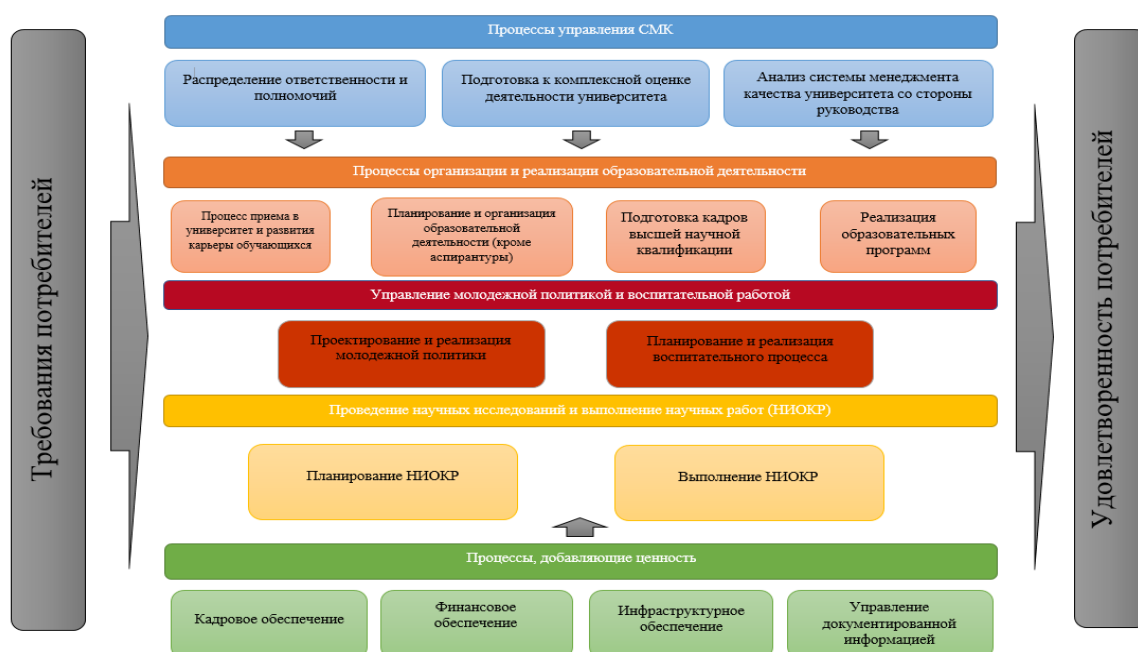 Требования потребителей
Процессы управления СМК
Распределение ответственности и
полномочий
Подготовка к комплексной оценке
деятельности университета
Анализ системы менеджмента
качества университета со стороны
руководства
Процессы организации и реализации образовательной деятельности
Процесс приема в
университет и развития
карьеры обучающихся
Планирование и организация
образовательной
деятельности (кроме
аспирантуры)
Подготовка кадров
высшей научной
квалификации
Реализация
образовательных
программ
Управление молодежной политикой и воспитательной работой
Проектирование и реализация
молодежной политики
Планирование и реализация
воспитательного процесса
Проведение научных исследований и выполнение научных работ (НИОКР)
Планирование НИОКР
Выполнение НИОКР
Процессы, добавляющие ценность
Кадровое обеспечение
Финансовое
обеспечение
Инфраструктурное
обеспечение
Управление
документированной
информацией
Удовлетворенность потребителей